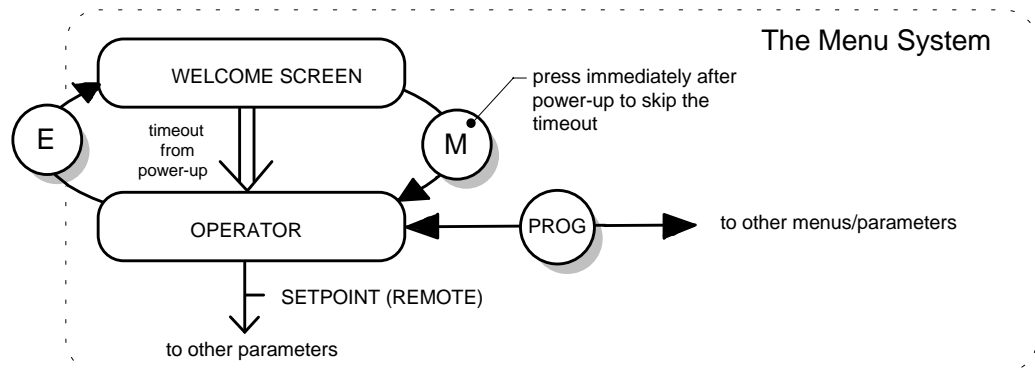 The Menu System
WELCOME SCREEN
press immediately after
power-up to skip the
timeout
E
timeout
from
power-up
M
OPERATOR
PROG
to other menus/parameters
SETPOINT (REMOTE)
to other parameters